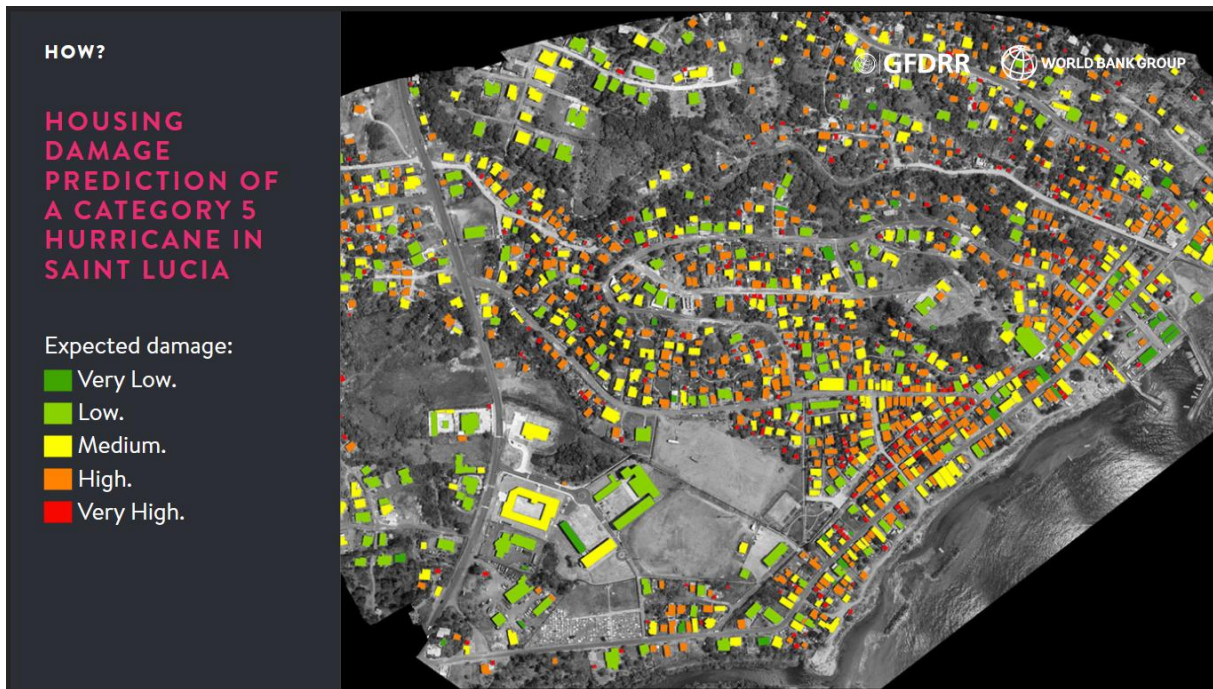 HOW?
HOUSING
DAMAGE
PREDICTION OF
A CATEGORY 5
HURRICANE IN
SAINT LUCIA
Expected damage:
Very Low.
Low.
Medium.
High.
Very High.
GFDRR
WORLD BANK GROUP